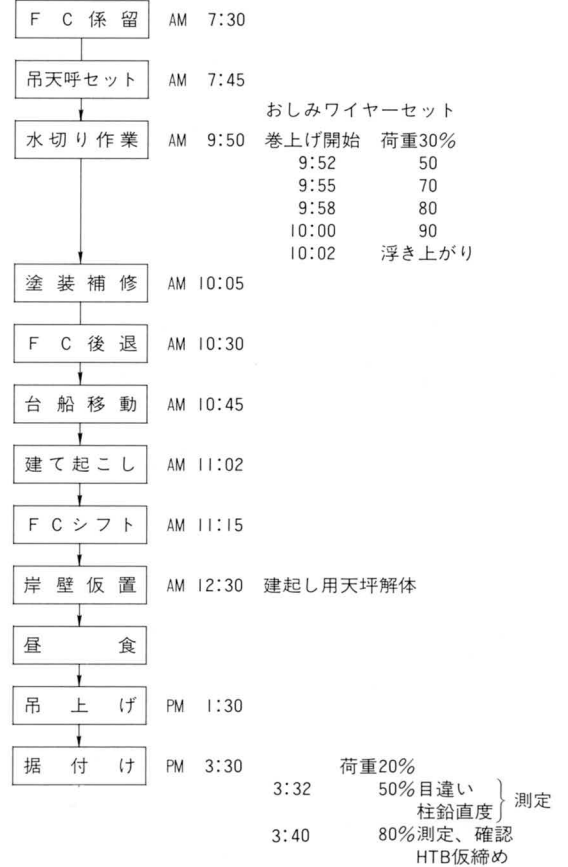 FC係留 AM 7:30
吊天呼セット AM 7:45
おしみワイヤーセット
水切り作業 AM 9:50 巻上げ開始 荷重30%
9:52 50
9:55 70
9:58 80
10:00 90
10:02 浮き上がり
塗装補修 AM 10:05
FC後退 AM 10:30
台船移動 AM 10:45
建て起こし AM 11:02
FCシフト AM 11:15
岸壁仮置 AM 12:30 建起し用天坪解体
昼食
吊上げ PM 1:30
据付け PM 3:30 荷重20%
3:32 50%目違い
柱鉛直度 測定
3:40 80%測定、確認
HTB仮締め